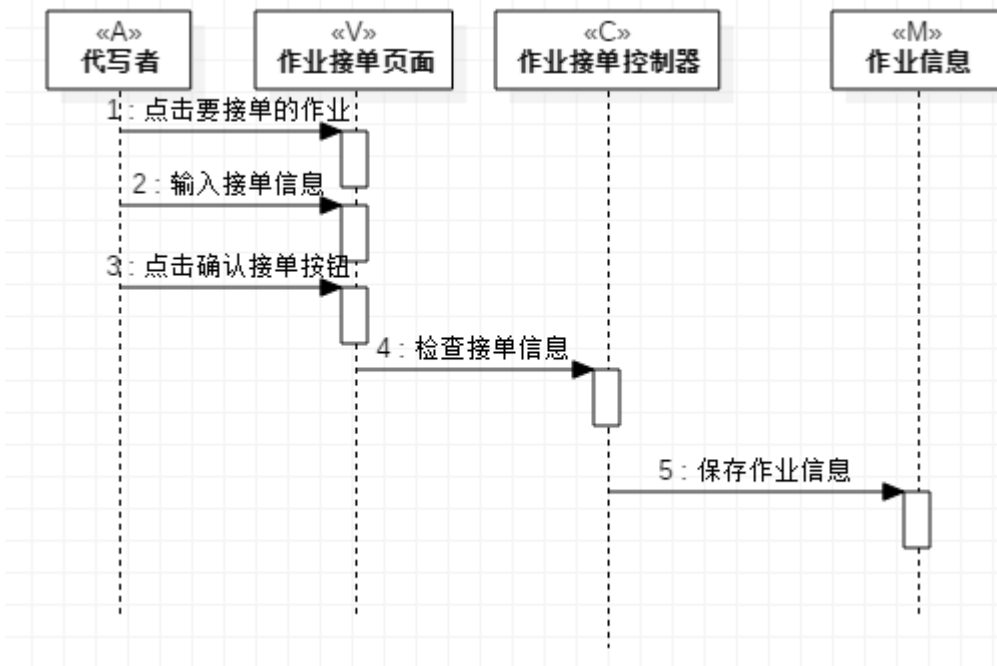 «A»
代写者
«V»
作业接单页面
«C»
作业接单控制器
«M»
作业信息
1 : 点击要接单的作业
2 : 输入接单信息
3 : 点击确认接单按钮
4 : 检查接单信息
5 : 保存作业信息